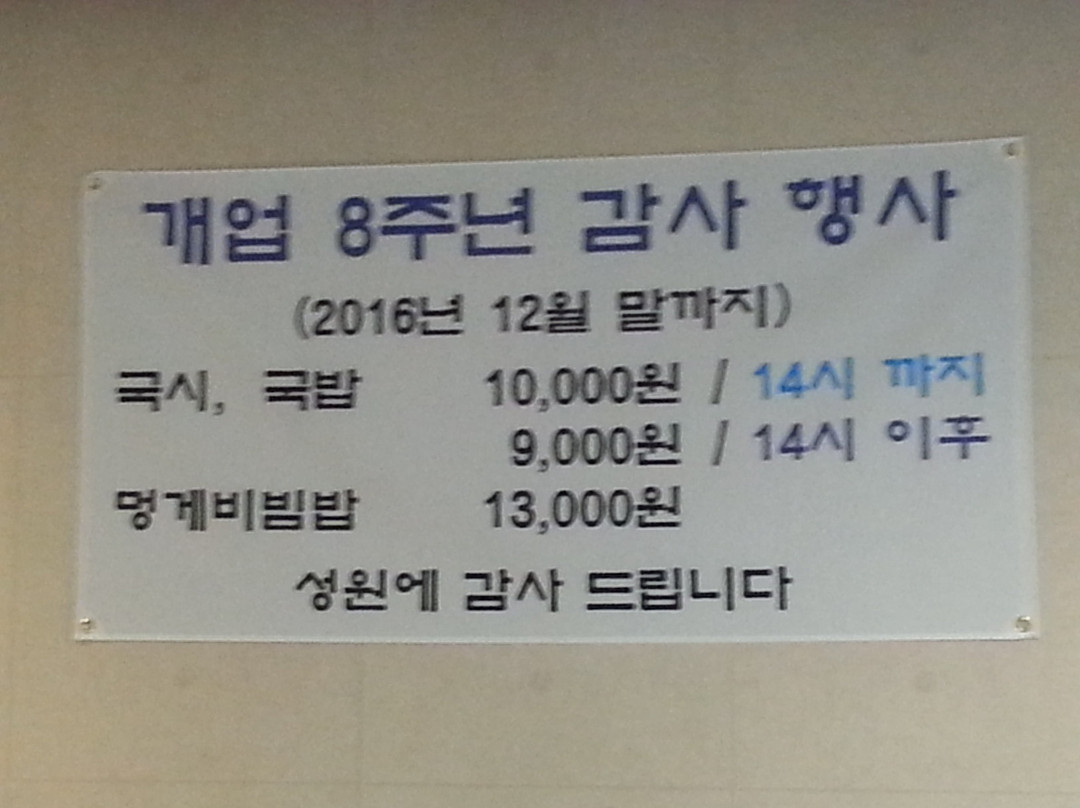 개업 8주년 감사 행사
(2016년 12월 말까지)
국시, 국밥 10,000원 / 14시 까지
9,000원 / 14시 이후
멍게비빔밥 13,000원
성원에 감사 드립니다